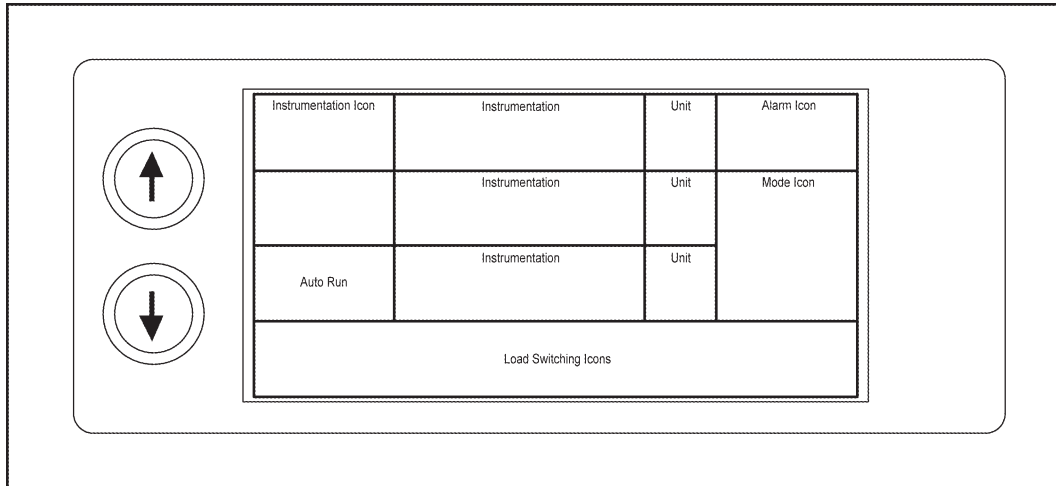 Instrumentation Icon Instrumentation Unit Alarm Icon
Instrumentation Unit Mode Icon
Instrumentation Unit
Auto Run
Load Switching Icons